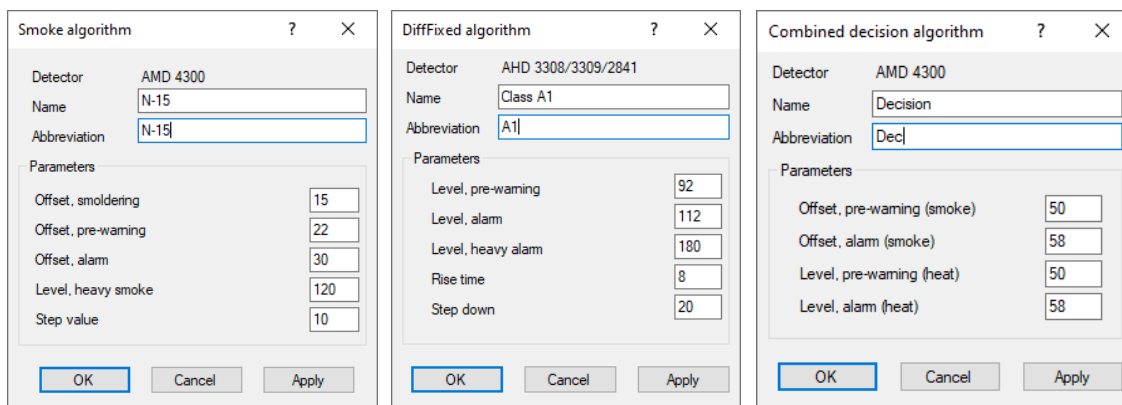 Smoke algorithm ? ×
Detector AMD 4300
Name N-15
Abbreviation N-15
Parameters
Offset, smoldering 15
Offset, pre-warning 22
Offset, alarm 30
Level, heavy smoke 120
Step value 10
OK Cancel Apply
DiffFixed algorithm ? ×
Detector AHD 3308/3309/2841
Name Class A1
Abbreviation A1
Parameters
Level, pre-warning 92
Level, alarm 112
Level, heavy alarm 180
Rise time 8
Step down 20
OK Cancel Apply
Combined decision algorithm ? ×
Detector AMD 4300
Name Decision
Abbreviation Dec
Parameters
Offset, pre-warning (smoke) 50
Offset, alarm (smoke) 58
Level, pre-warning (heat) 50
Level, alarm (heat) 58
OK Cancel Apply